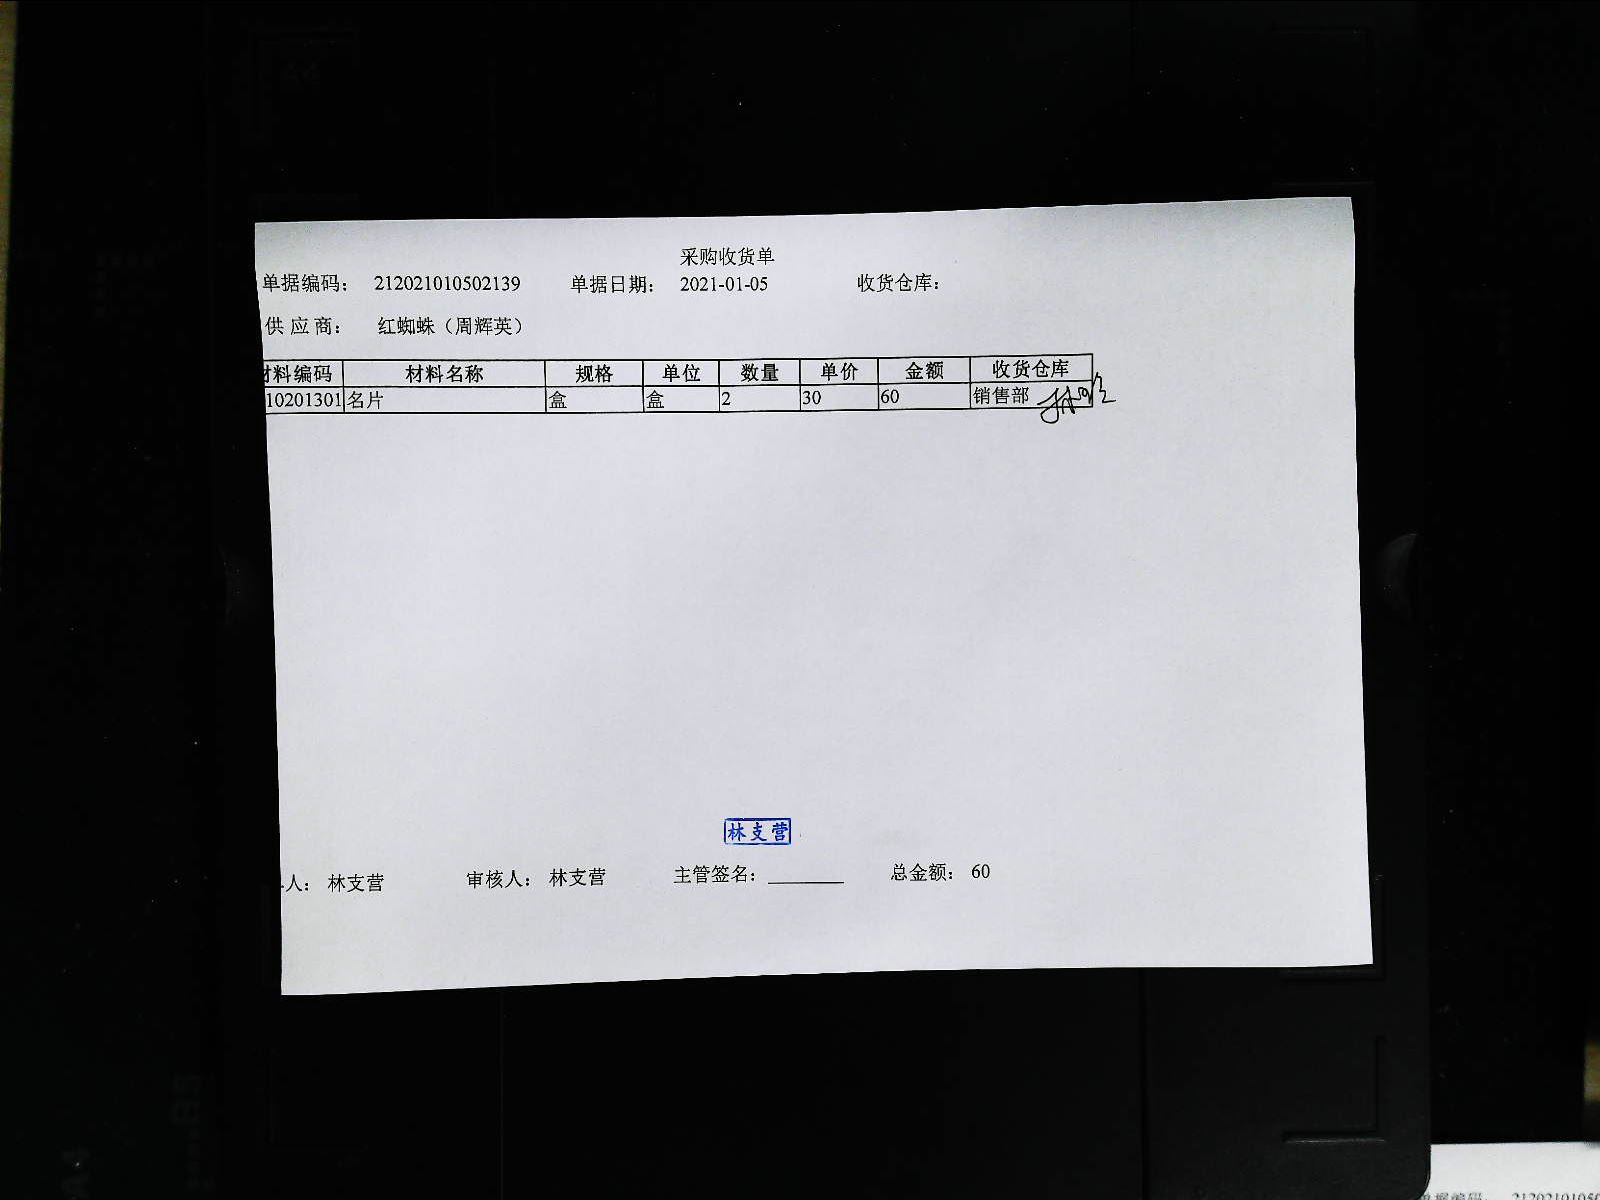 采购收货单
单据编码： 212021010502139 单据日期： 2021-01-05 收货仓库：
供 应 商： 红蜘蛛（周辉英）
材料编码 材料名称 规格 单位 数量 单价 金额 收货仓库
10201301 名片 盒 盒 2 30 60 销售部
林支营
人： 林支营 审核人： 林支营 主管签名： 总金额： 60
A4